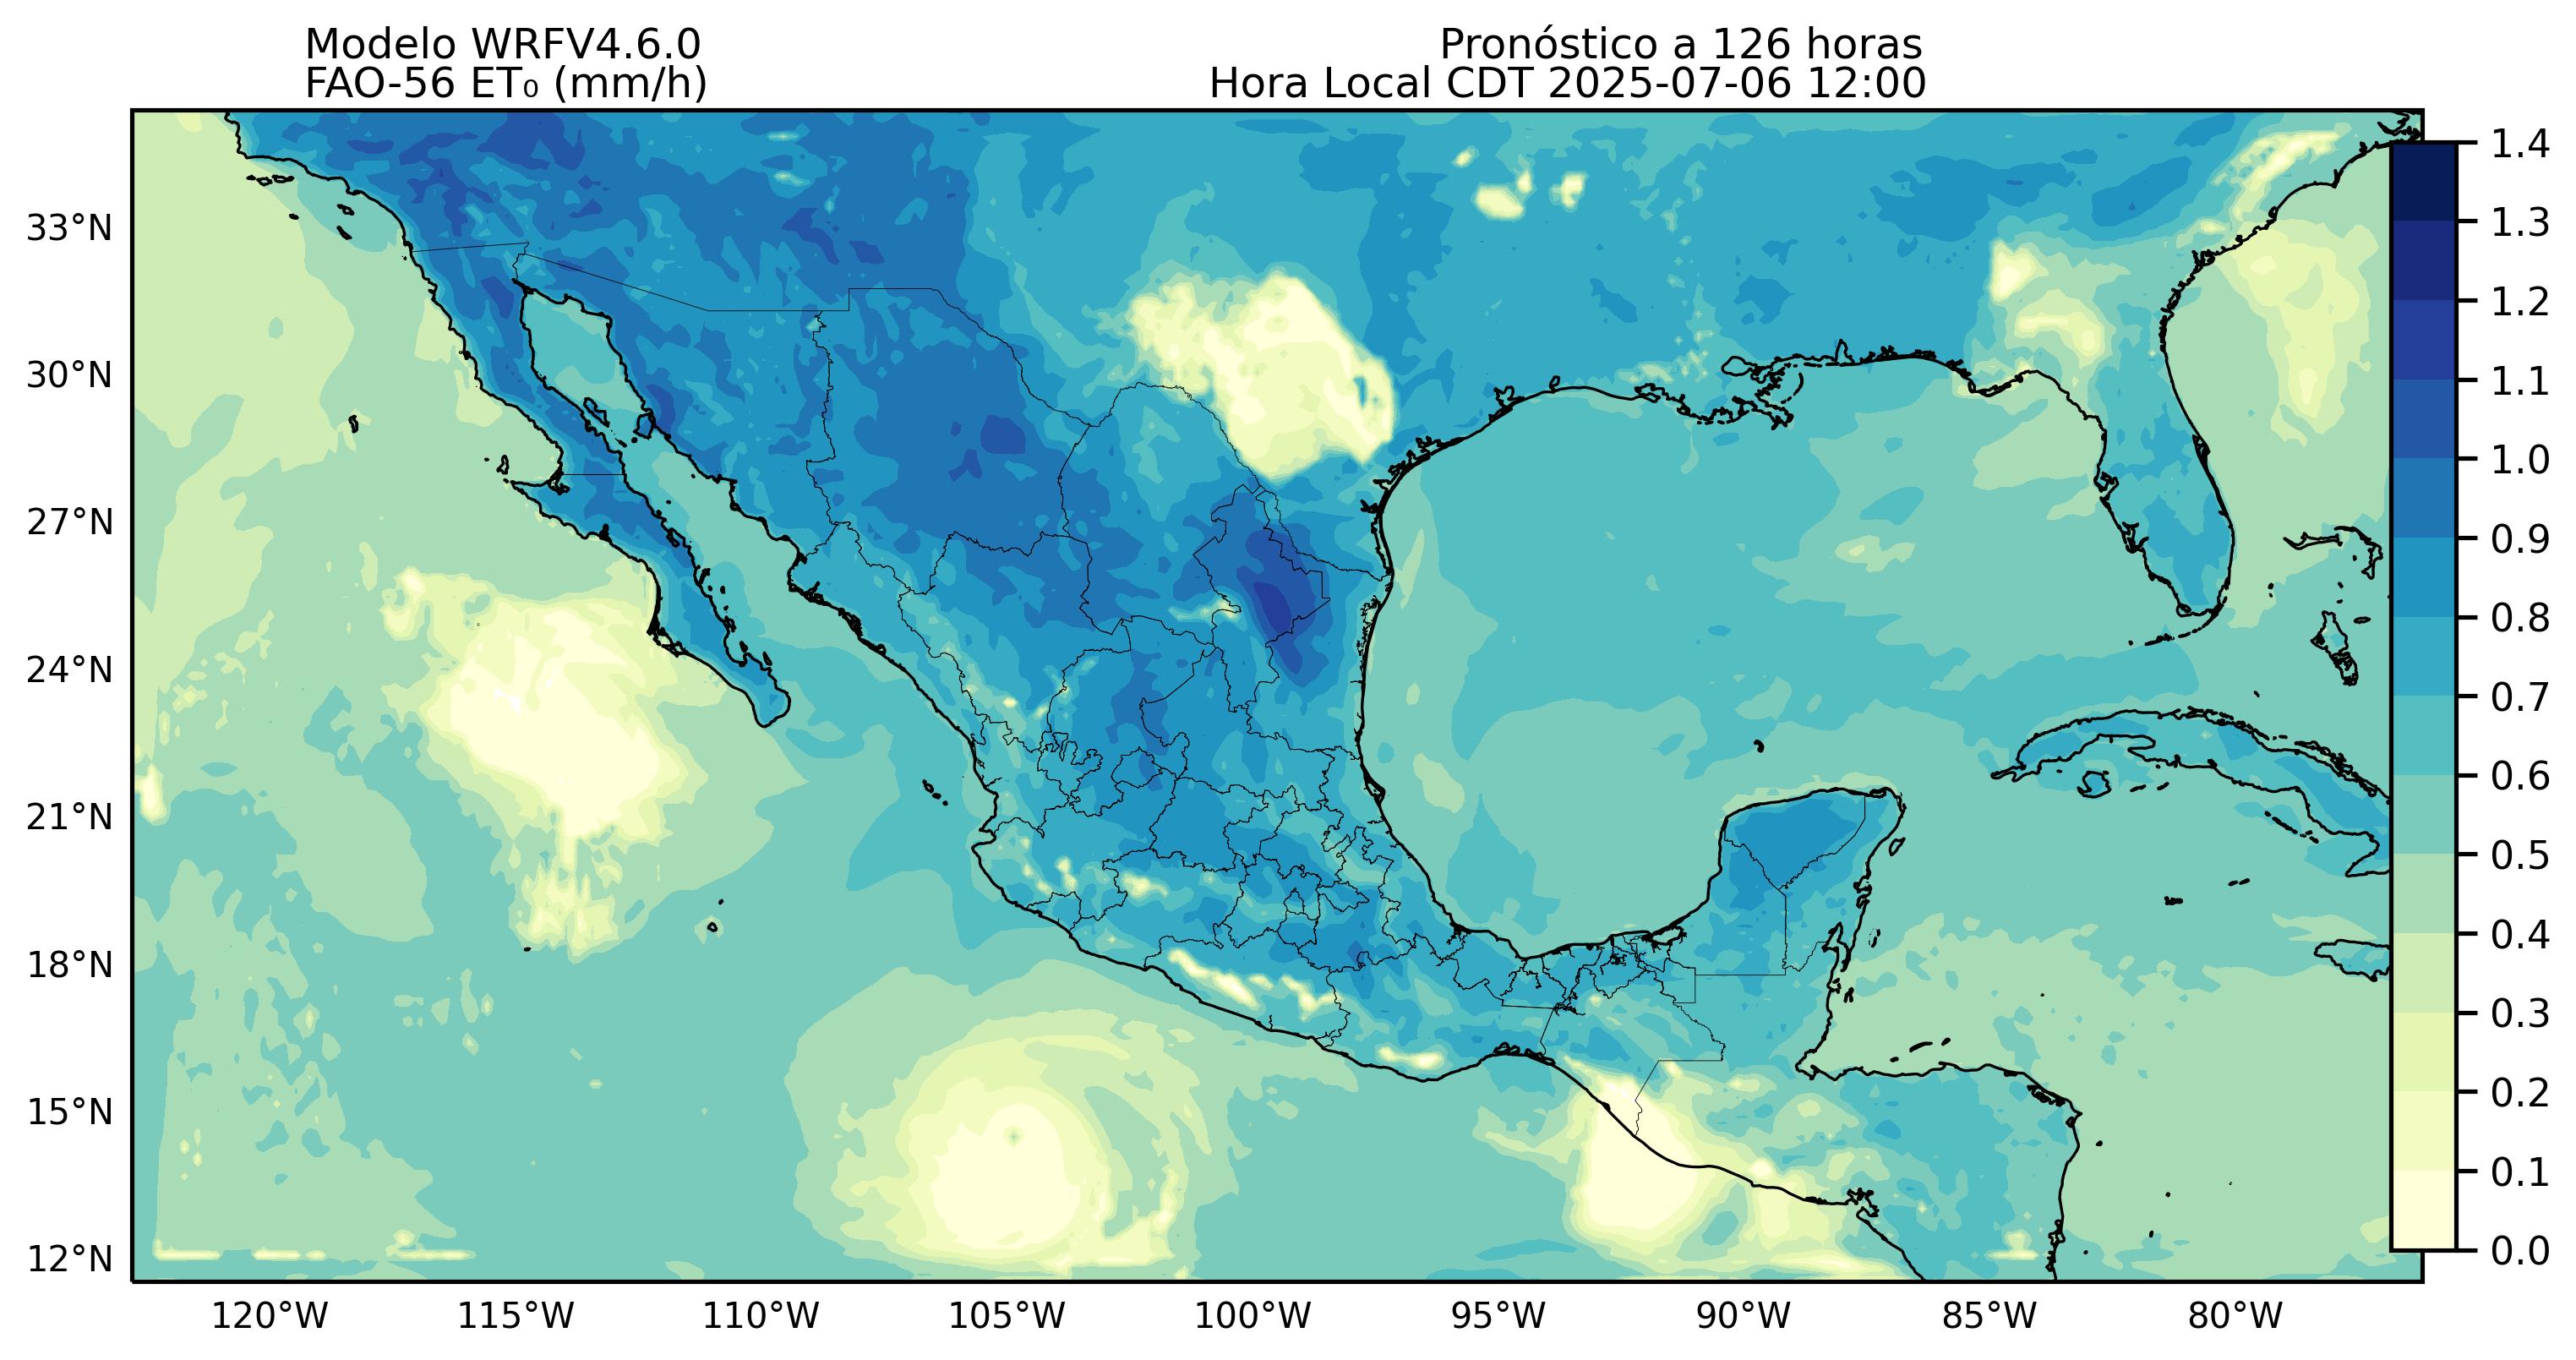 Modelo WRFV4.6.0
FAO-56 ET₀ (mm/h)
Pronóstico a 126 horas
Hora Local CDT 2025-07-06 12:00
33°N
30°N
27°N
24°N
21°N
18°N
15°N
12°N
120°W
115°W
110°W
105°W
100°W
95°W
90°W
85°W
80°W
1.4
1.3
1.2
1.1
1.0
0.9
0.8
0.7
0.6
0.5
0.4
0.3
0.2
0.1
0.0